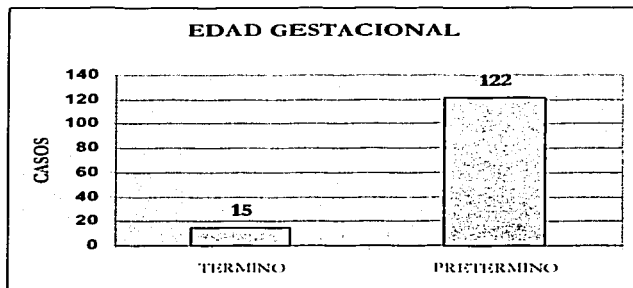 EDAD GESTACIONAL
140
122
120
100
80
60
40
15
20
0
CASOS
TERMINO
PRETERMINO